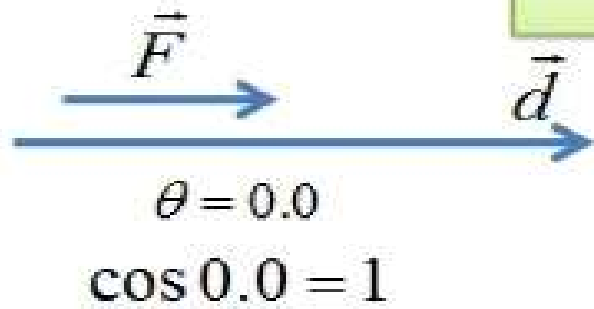 F⃗
d⃗
θ = 0.0
cos 0.0 = 1